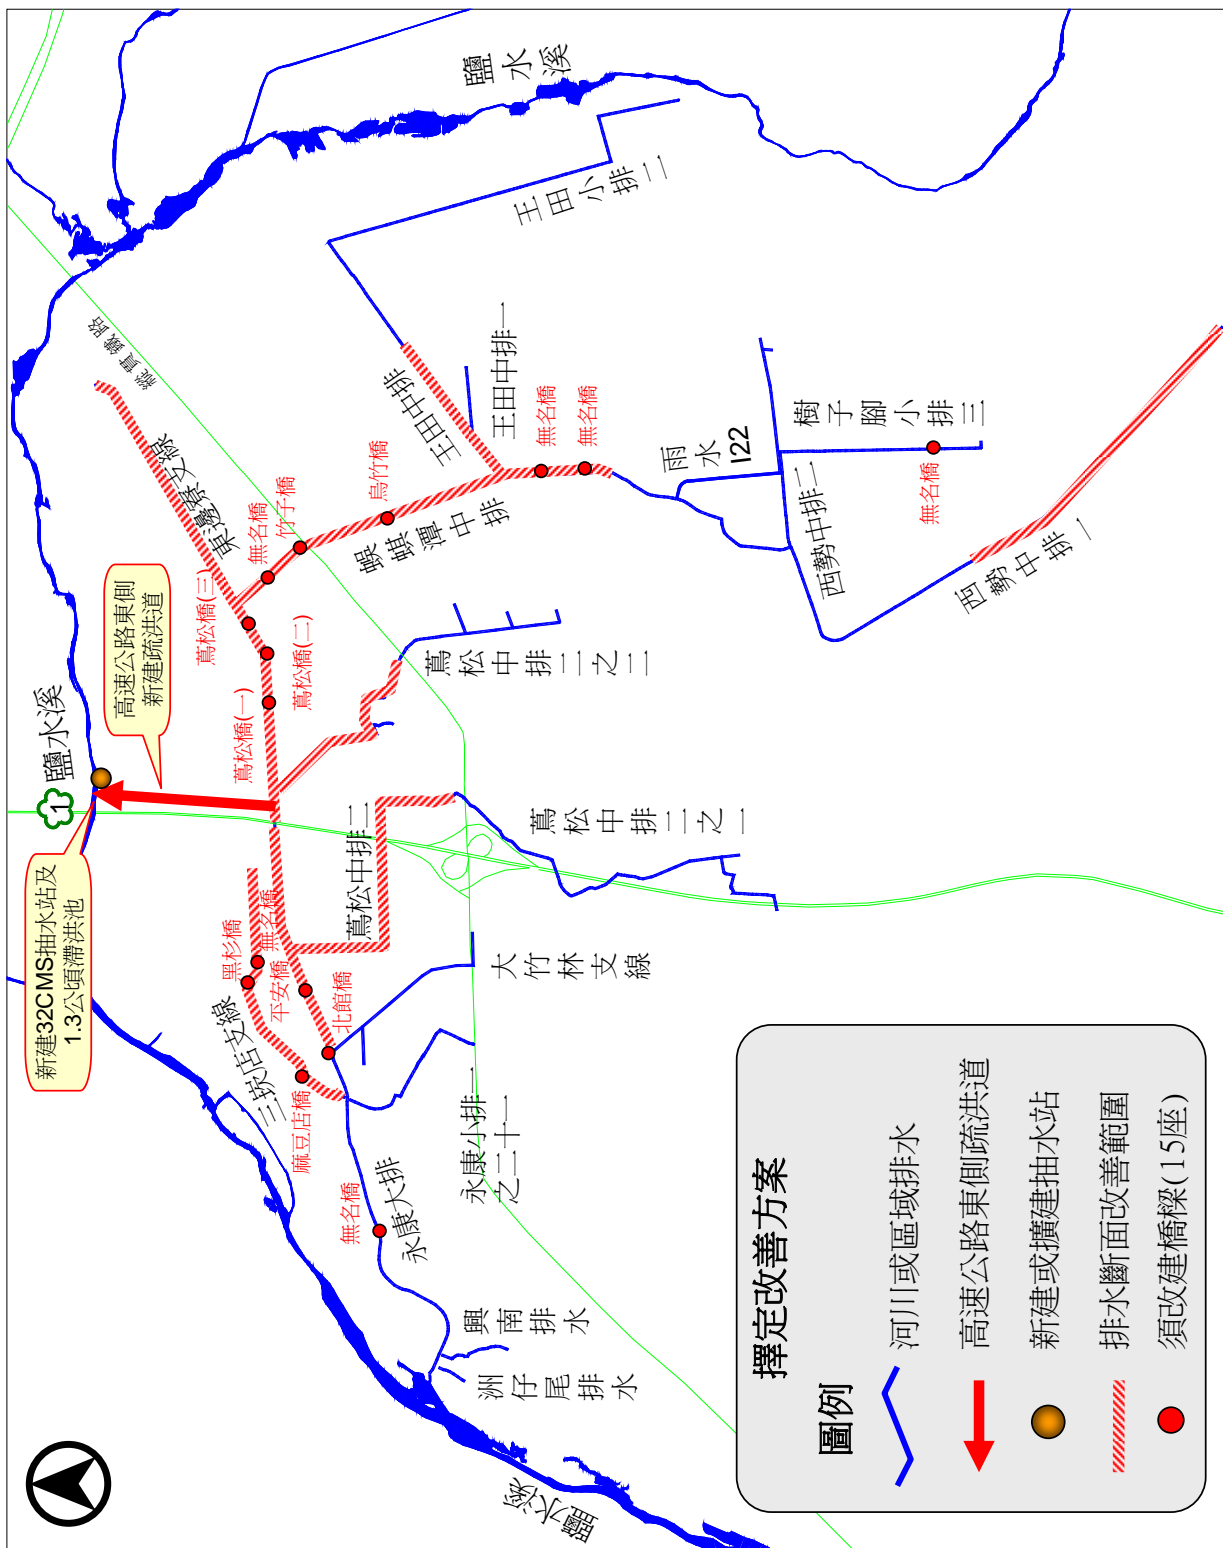 鹽水溪
王田小排二
縱貫鐵路
王田中排
王田中排一
無名橋
無名橋
樹子腳小排三
雨水I22
無名橋
西勢中排二
西勢中排一
東邊寮支線
無名橋
竹子橋
烏竹橋
蜈蜞潭中排
高速公路東側
新建疏洪道
蔦松橋(三)
蔦松橋(二)
蔦松橋(一)
蔦松中排二之二
鹽水溪
1
新建32CMS抽水站及
1.3公頃滯洪池
蔦松中排二
蔦松中排二之一
黑杉橋
無名橋
平安橋
北館橋
大竹林支線
三崁店支線
麻豆店橋
永康小排一
之二十一
無名橋
永康大排
興南排水
洲仔尾排水
鹽水溪
擇定改善方案
圖例
河川或區域排水
高速公路東側疏洪道
新建或擴建抽水站
排水斷面改善範圍
須改建橋樑(15座)